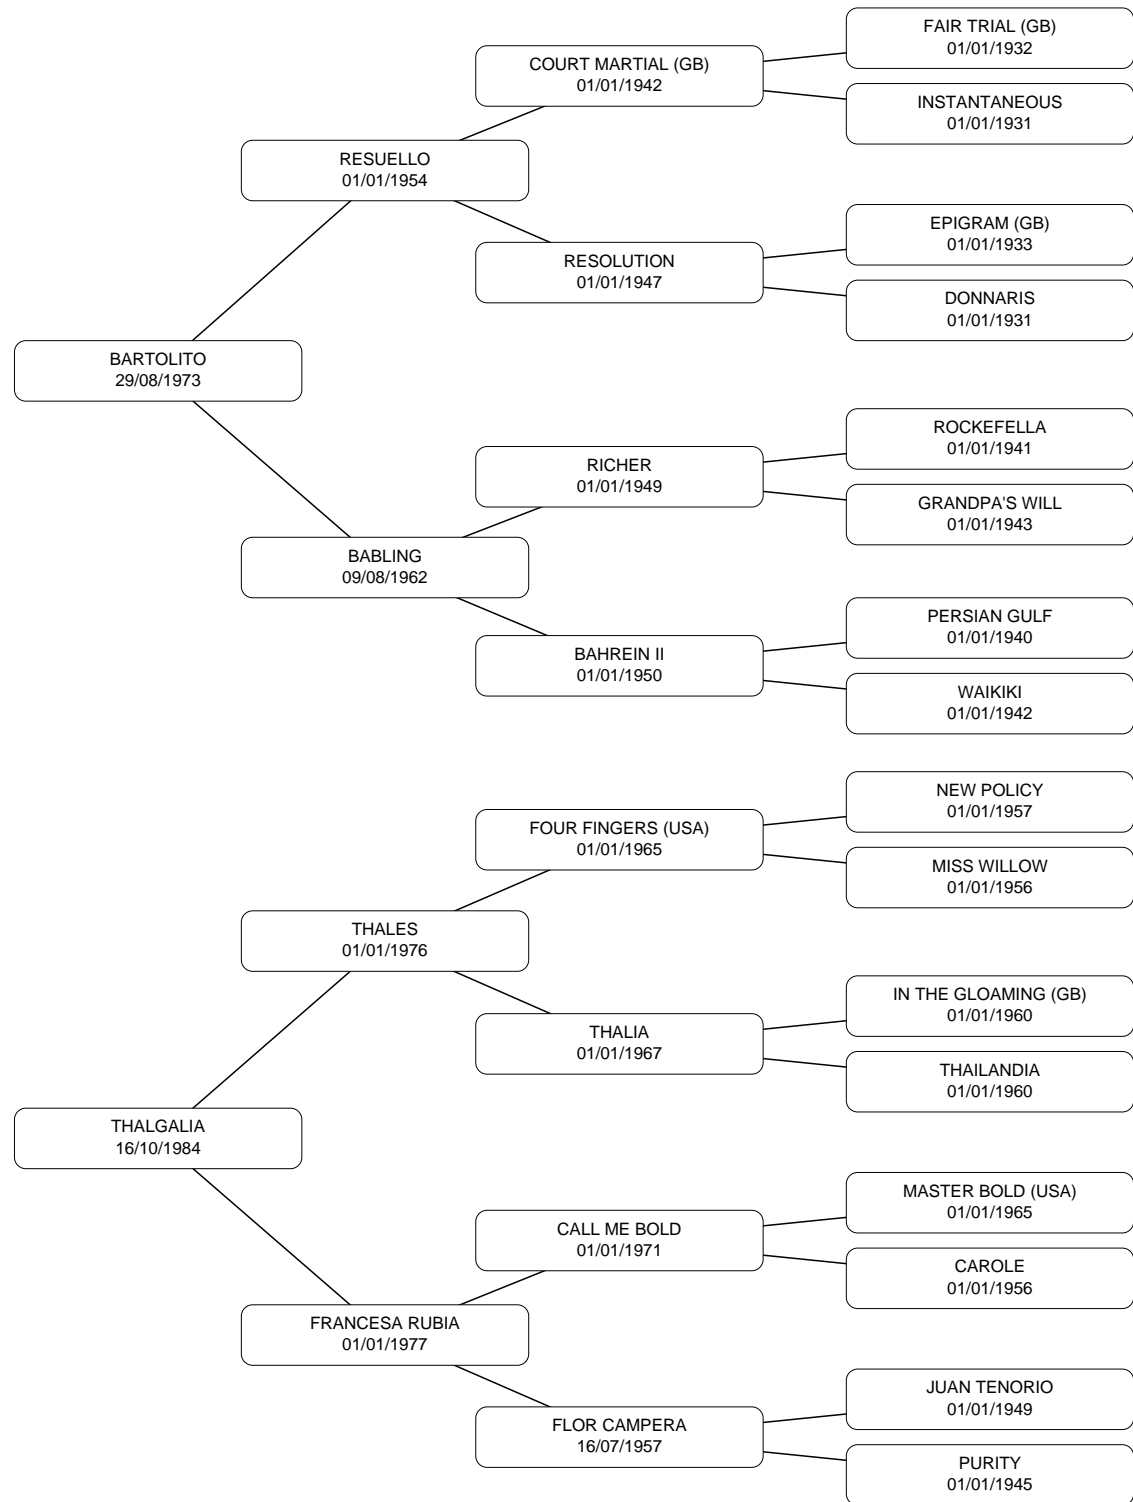 FAIR TRIAL (GB)
01/01/1932
COURT MARTIAL (GB)
01/01/1942
INSTANTANEOUS
01/01/1931
RESUELLO
01/01/1954
EPIGRAM (GB)
01/01/1933
RESOLUTION
01/01/1947
DONNARIS
01/01/1931
BARTOLITO
29/08/1973
ROCKEFELLA
01/01/1941
RICHER
01/01/1949
GRANDPA'S WILL
01/01/1943
BABLING
09/08/1962
PERSIAN GULF
01/01/1940
BAHREIN II
01/01/1950
WAIKIKI
01/01/1942
NEW POLICY
01/01/1957
FOUR FINGERS (USA)
01/01/1965
MISS WILLOW
01/01/1956
THALES
01/01/1976
IN THE GLOAMING (GB)
01/01/1960
THALIA
01/01/1967
THAILANDIA
01/01/1960
THALGALIA
16/10/1984
MASTER BOLD (USA)
01/01/1965
CALL ME BOLD
01/01/1971
CAROLE
01/01/1956
FRANCESA RUBIA
01/01/1977
JUAN TENORIO
01/01/1949
FLOR CAMPERA
16/07/1957
PURITY
01/01/1945